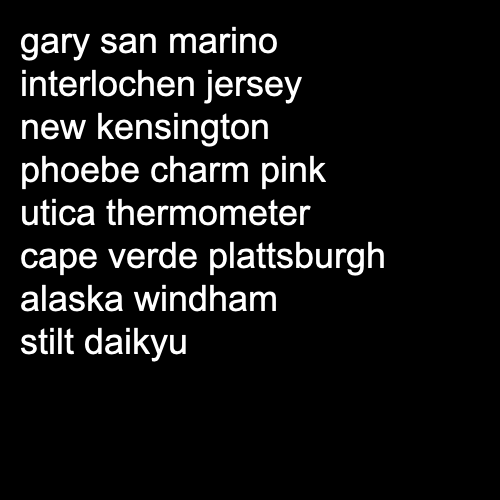 gary san marino
interlochen jersey
new kensington
phoebe charm pink
utica thermometer
cape verde plattsburgh
alaska windham
stilt daikyu